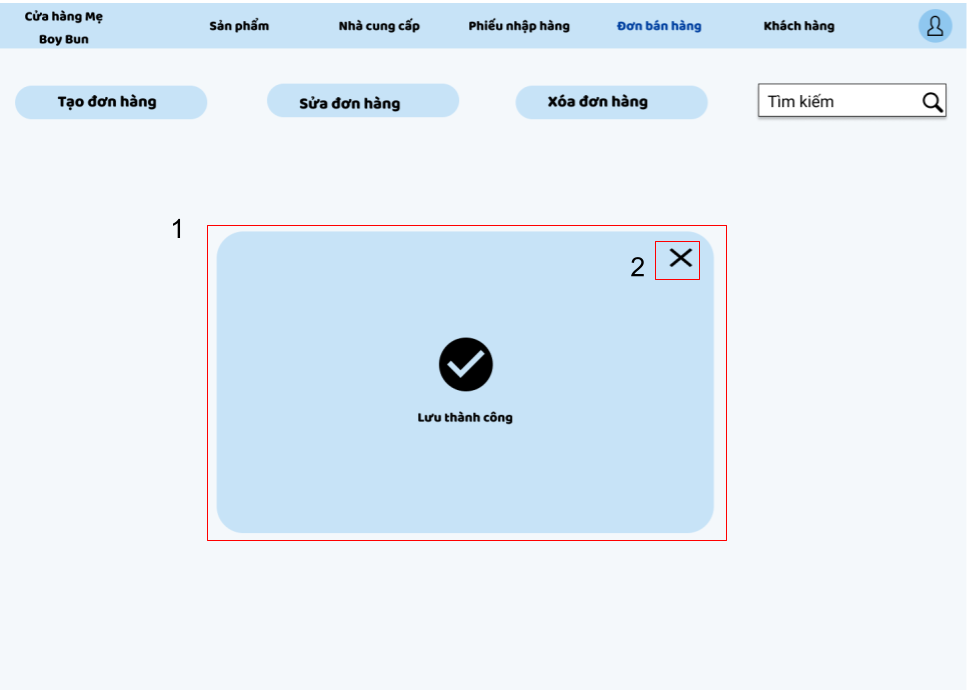 Cửa hàng Mẹ
Boy Bun
Sản phẩm
Nhà cung cấp
Phiếu nhập hàng
Đơn bán hàng
Khách hàng
Tạo đơn hàng
Sửa đơn hàng
Xóa đơn hàng
Tìm kiếm
1
2
Lưu thành công